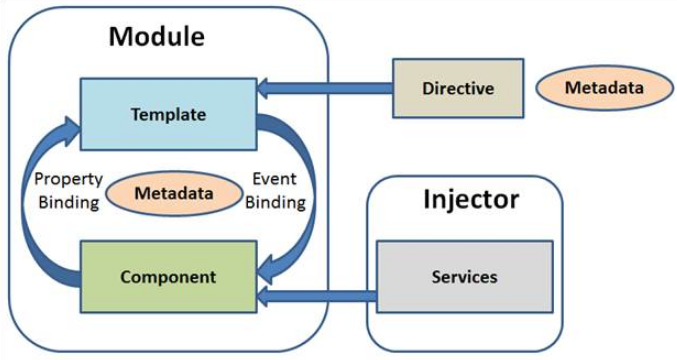 Module
Template
Directive
Metadata
Property
Binding
Metadata
Event
Binding
Injector
Component
Services